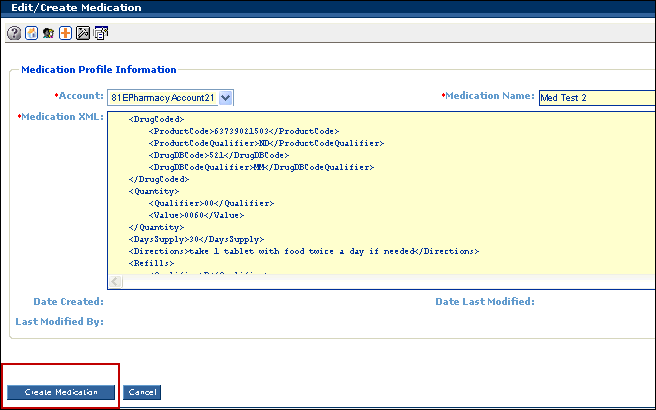 Edit/Create Medication
Medication Profile Information
*Account: 81EPharmacyAccount21 *Medication Name: Med Test 2
*Medication XML:
<DrugCoded>
<ProductCode>63739021503</ProductCode>
<ProductCodeQualifier>ND</ProductCodeQualifier>
<DrugDBCode>521</DrugDBCode>
<DrugDBCodeQualifier>MM</DrugDBCodeQualifier>
</DrugCoded>
<Quantity>
<Qualifier>00</Qualifier>
<Value>0060</Value>
</Quantity>
<DaysSupply>30</DaysSupply>
<Directions>take 1 tablet with food twice a day if needed</Directions>
<Refills>
Date Created: Date Last Modified:
Last Modified By:
Create Medication Cancel